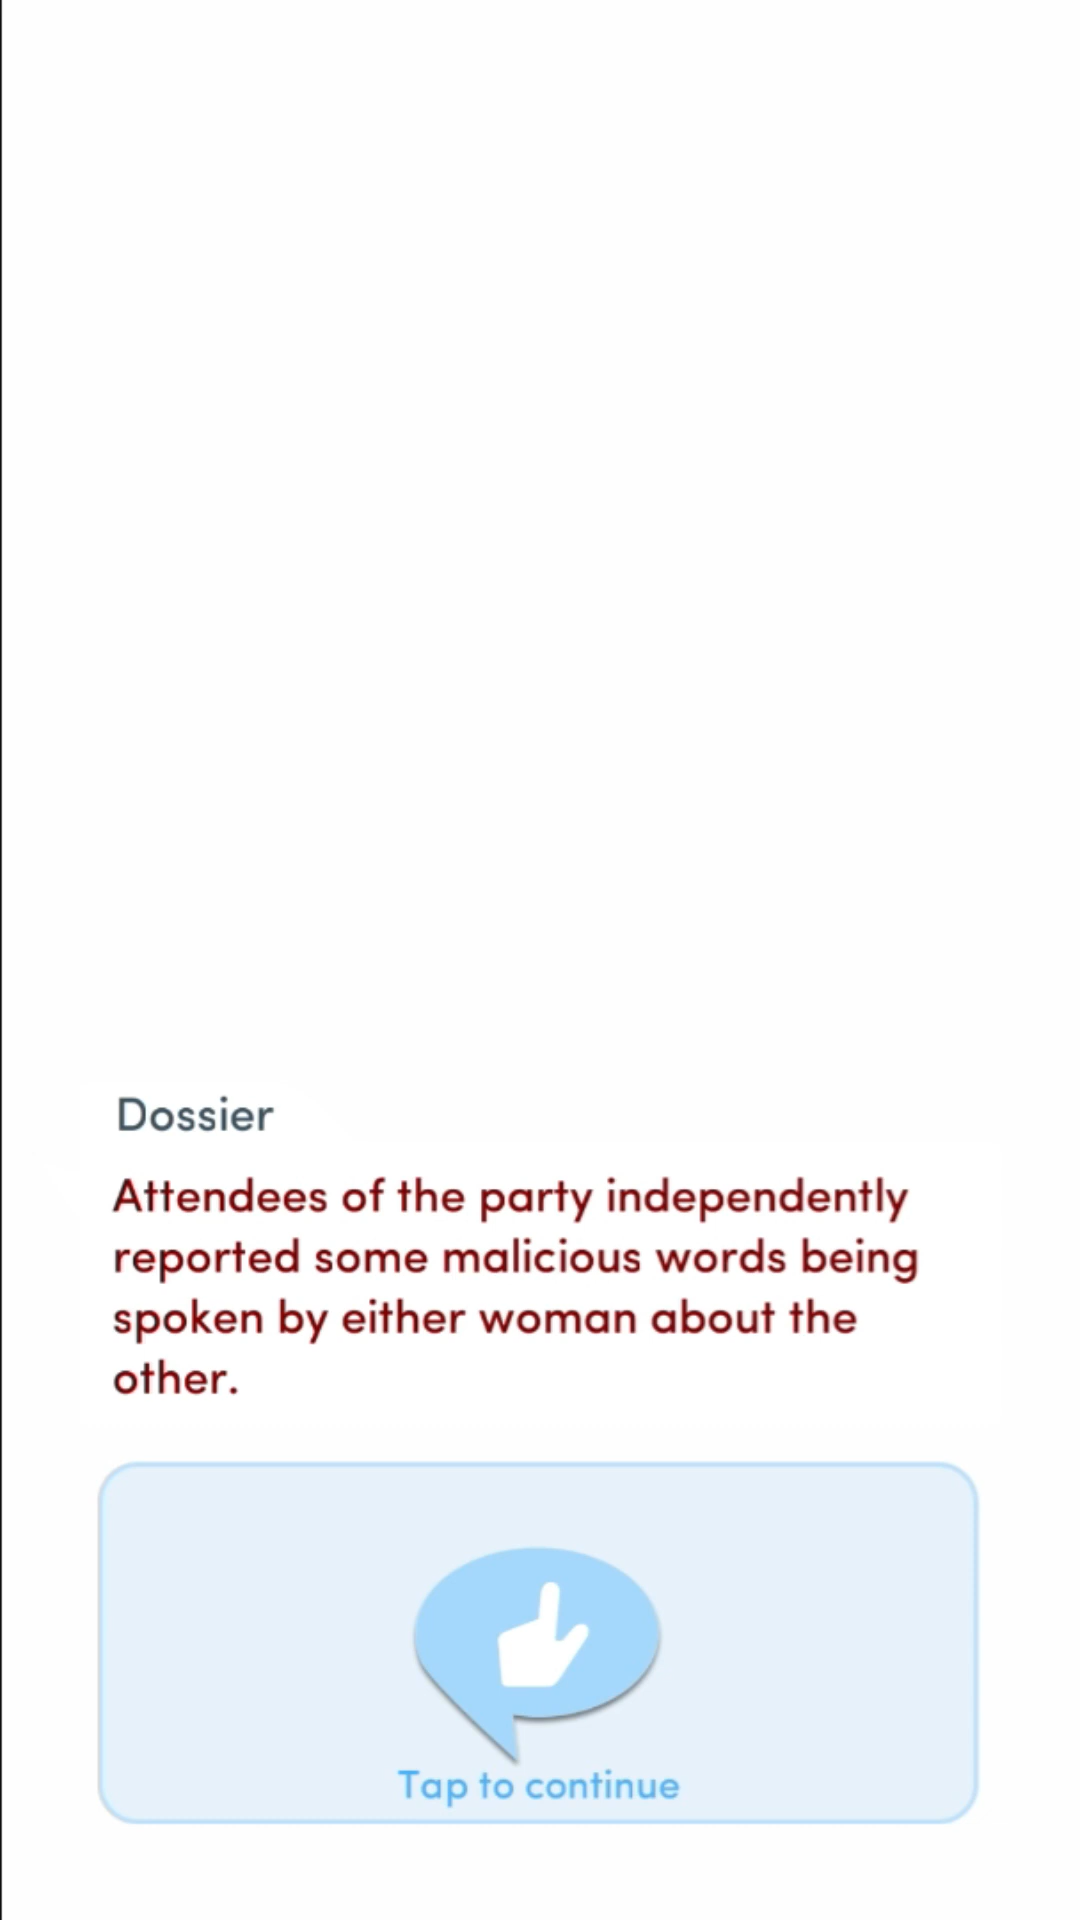 Dossier
Attendees of the party independently
reported some malicious words being
spoken by either woman about the
other.
Tap to continue